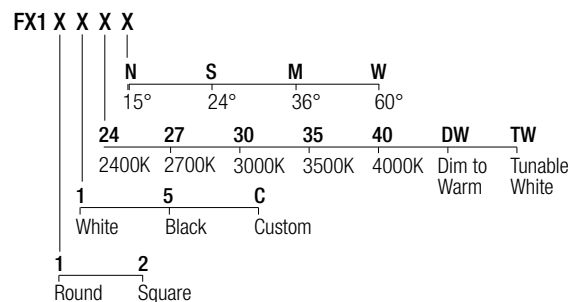 FX1 X X X X
N S M W
15° 24° 36° 60°
24 27 30 35 40 DW TW
2400K 2700K 3000K 3500K 4000K Dim to Tunable
Warm White
1 5 C
White Black Custom
1 2
Round Square